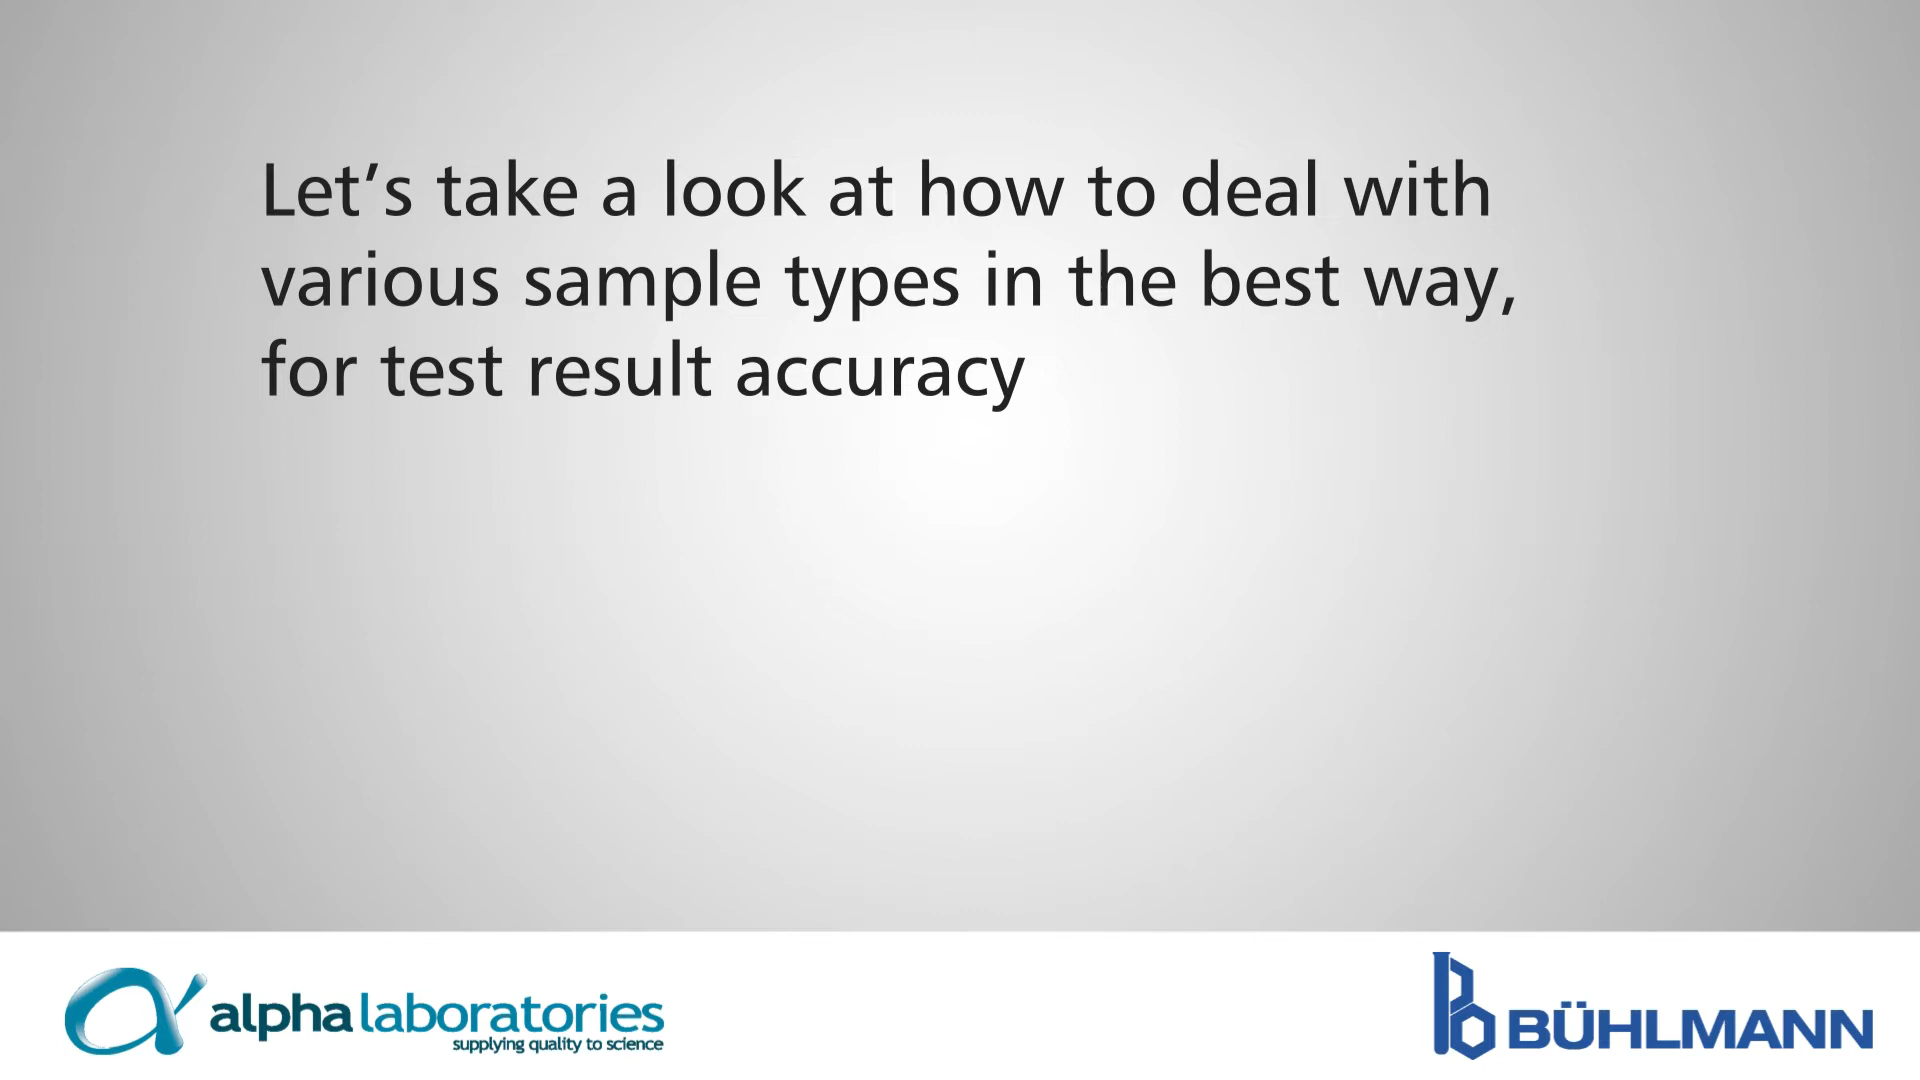 Let’s take a look at how to deal with
various sample types in the best way,
for test result accuracy
alphalaboratories
supplying quality to science
BÜHLMANN